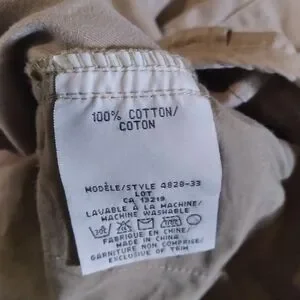 100% COTTON/
COTON
MODÈLE/STYLE 4828-33
LOT
CA 13219
LAVABLE À LA MACHINE/
MACHINE WASHABLE
FABRIQUÉ EN CHINE/
MADE IN CHINA
GARNITURE NON COMPRISE/
EXCLUSIVE OF TRIM